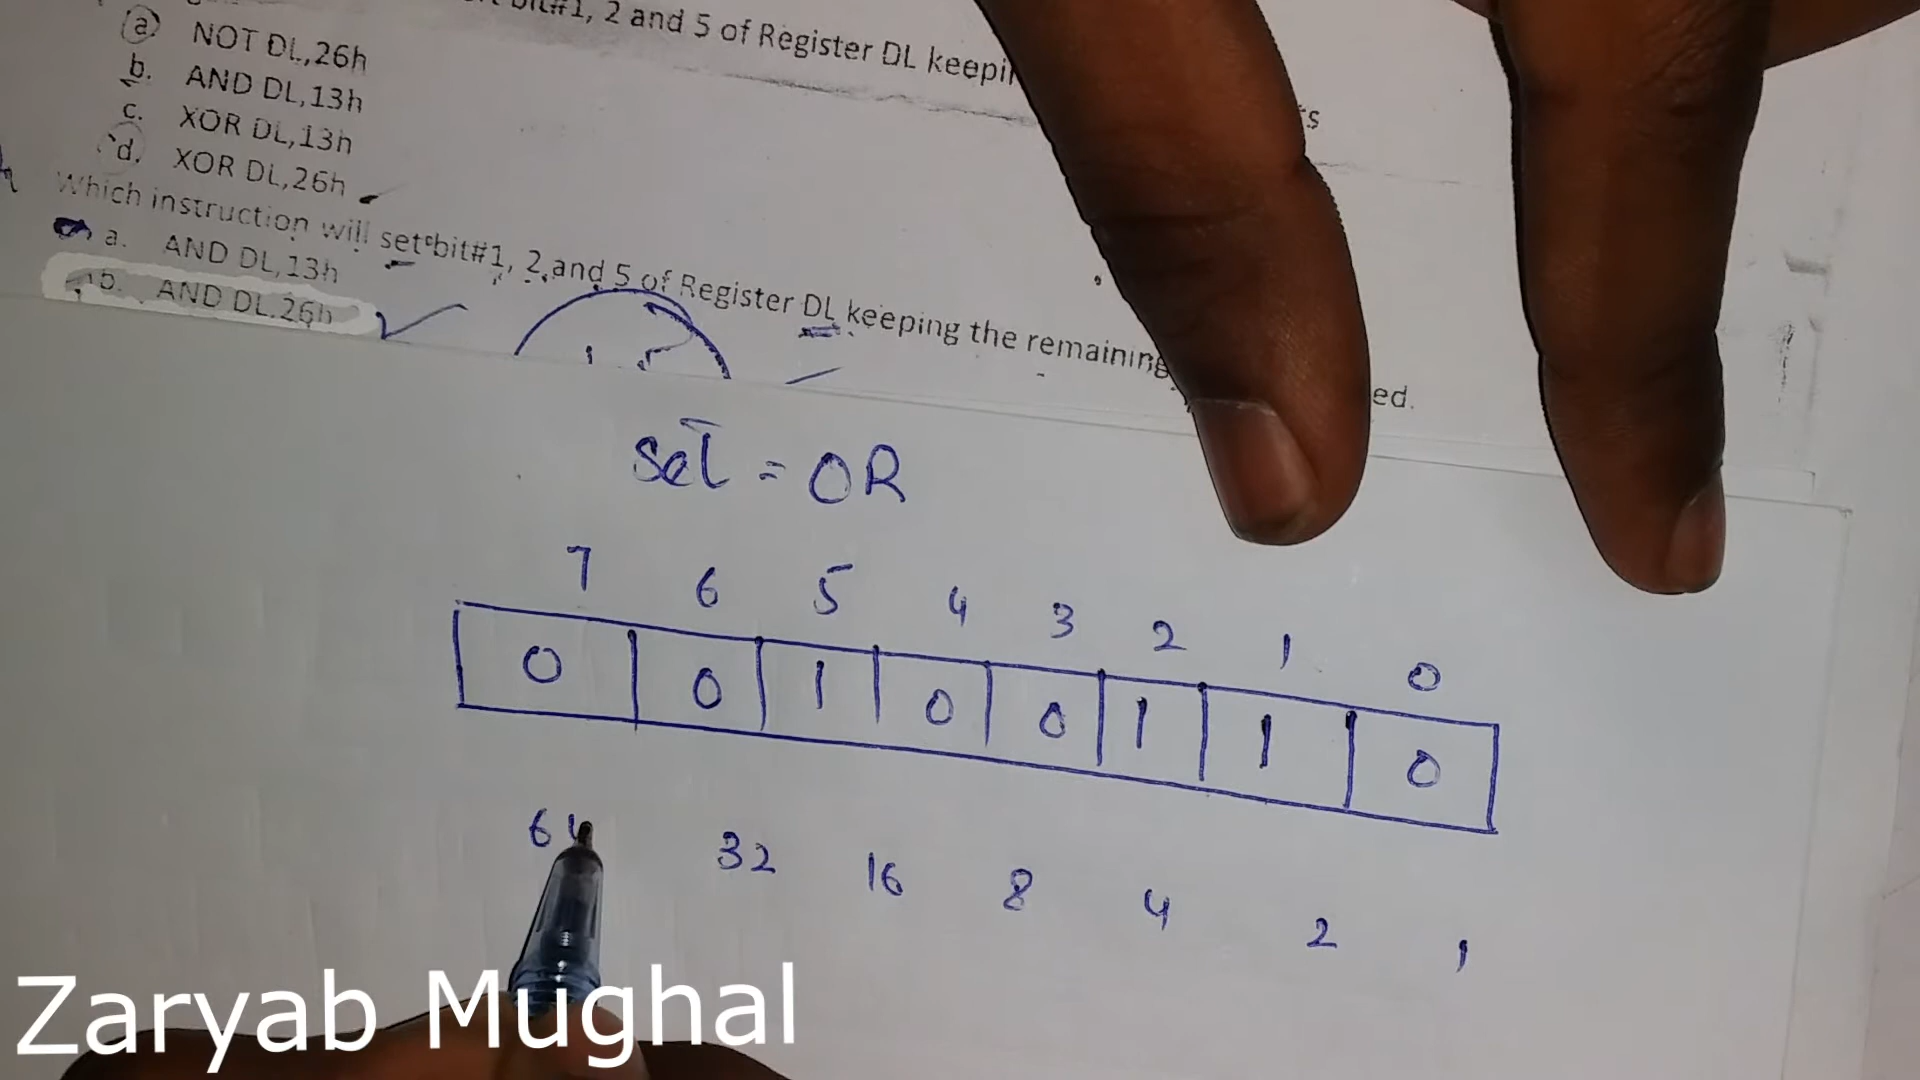 bit#1, 2 and 5 of Register DL
a. NOT DL,26h
b. AND DL,13h
c. XOR DL,13h
d. XOR DL,26h
Which instruction will set bit#1, 2 and 5 of Register DL keeping the remaining
a. AND DL,13h
b. AND DL.26h
set = OR
7 6 5 4 3 2 1 0
0 0 1 0 0 1 1 0
64 32 16 8 4 2 1
Zaryab Mughal